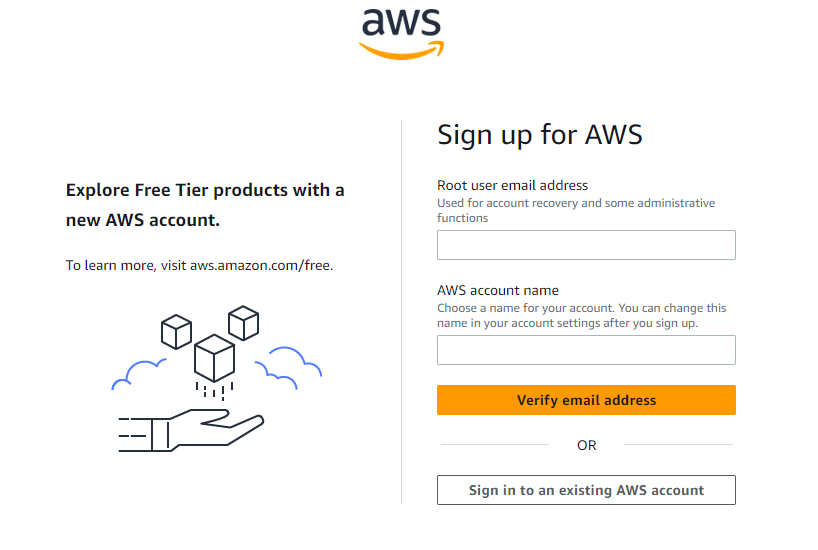 aws
Explore Free Tier products with a
new AWS account.
To learn more, visit aws.amazon.com/free.
Sign up for AWS
Root user email address
Used for account recovery and some administrative
functions
AWS account name
Choose a name for your account. You can change this
name in your account settings after you sign up.
Verify email address
OR
Sign in to an existing AWS account